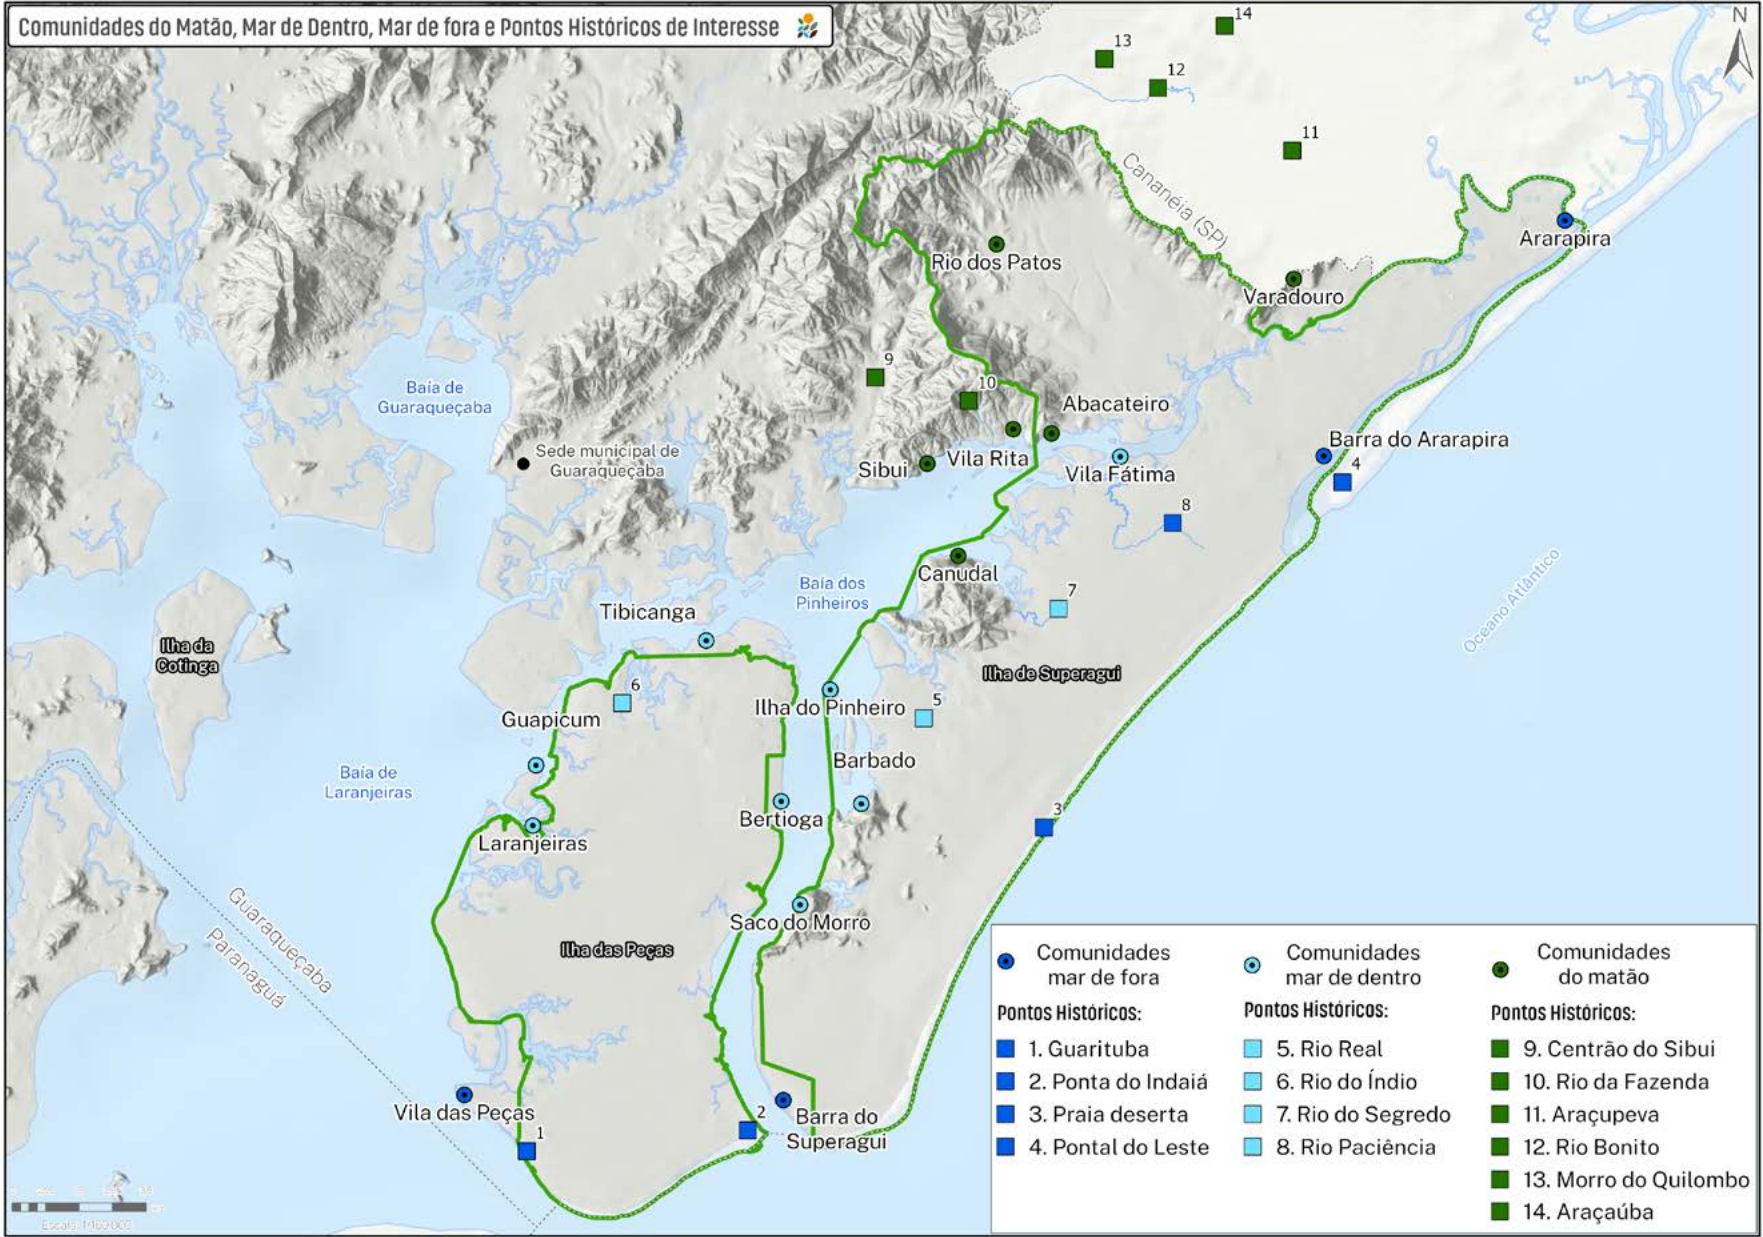 Comunidades do Matão, Mar de Dentro, Mar de fora e Pontos Históricos de Interesse
N
14
13
12
11
Cananéia (SP)
Ararapira
Rio dos Patos
Varadouro
9
10
Baía de
Guaraqueçaba
Abacateiro
Sede municipal de
Guaraqueçaba
Sibui
Vila Rita
Vila Fátima
Barra do Ararapira
4
8
Canudal
Baía dos
Pinheiros
7
Oceano Atlântico
Tibicanga
Ilha da
Cotinga
Ilha de Superagui
6
Guapicum
Ilha do Pinheiro
5
Barbado
Baía de
Laranjeiras
Bertioga
3
Laranjeiras
Guaraqueçaba
Paranaguá
Saco do Morro
Ilha das Peças
Vila das Peças
1
2
Barra do
Superagui
Escala: 1:160.000
Comunidades
mar de fora
Pontos Históricos:
1. Guarituba
2. Ponta do Indaiá
3. Praia deserta
4. Pontal do Leste
Comunidades
mar de dentro
Pontos Históricos:
5. Rio Real
6. Rio do Índio
7. Rio do Segredo
8. Rio Paciência
Comunidades
do matão
Pontos Históricos:
9. Centrão do Sibui
10. Rio da Fazenda
11. Araçupeva
12. Rio Bonito
13. Morro do Quilombo
14. Araçaúba